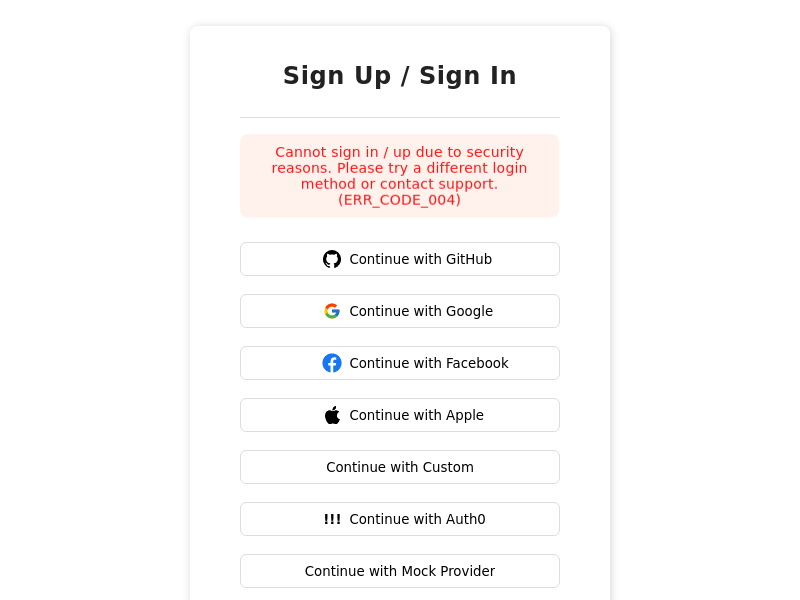 Sign Up / Sign In
Cannot sign in / up due to security
reasons. Please try a different login
method or contact support.
(ERR_CODE_004)
Continue with GitHub
Continue with Google
Continue with Facebook
Continue with Apple
Continue with Custom
!!! Continue with Auth0
Continue with Mock Provider